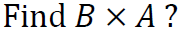 Find B × A ?